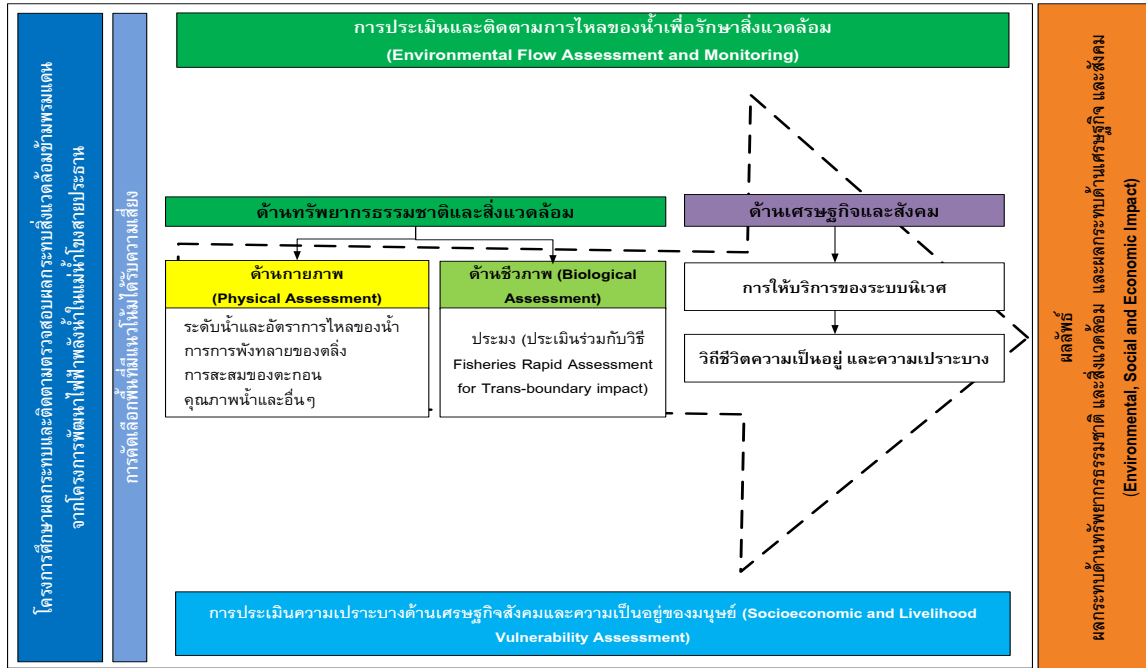 โครงการศึกษาผลกระทบและติดตามตรวจสอบผลกระทบสิ่งแวดล้อมข้ามพรมแดน
จากโครงการพัฒนาไฟฟ้าพลังน้ำในแม่น้ำโขงสายประธาน
การคัดเลือกพื้นที่ที่มีแนวโน้มได้รับความเสี่ยง
การประเมินและติดตามการไหลของน้ำเพื่อรักษาสิ่งแวดล้อม
(Environmental Flow Assessment and Monitoring)
ด้านทรัพยากรธรรมชาติและสิ่งแวดล้อม
ด้านกายภาพ
(Physical Assessment)
ระดับน้ำและอัตราการไหลของน้ำ
การการพังทลายของตลิ่ง
การสะสมของตะกอน
คุณภาพน้ำและอื่นๆ
ด้านชีวภาพ (Biological
Assessment)
ประมง (ประเมินร่วมกับวิธี
Fisheries Rapid Assessment
for Trans-boundary impact)
ด้านเศรษฐกิจและสังคม
การให้บริการของระบบนิเวศ
วิถีชีวิตความเป็นอยู่ และความเปราะบาง
การประเมินความเปราะบางด้านเศรษฐกิจสังคมและความเป็นอยู่ของมนุษย์ (Socioeconomic and Livelihood
Vulnerability Assessment)
ผลลัพธ์
ผลกระทบด้านทรัพยากรธรรมชาติ และสิ่งแวดล้อม และผลกระทบด้านเศรษฐกิจ และสังคม
(Environmental, Social and Economic Impact)